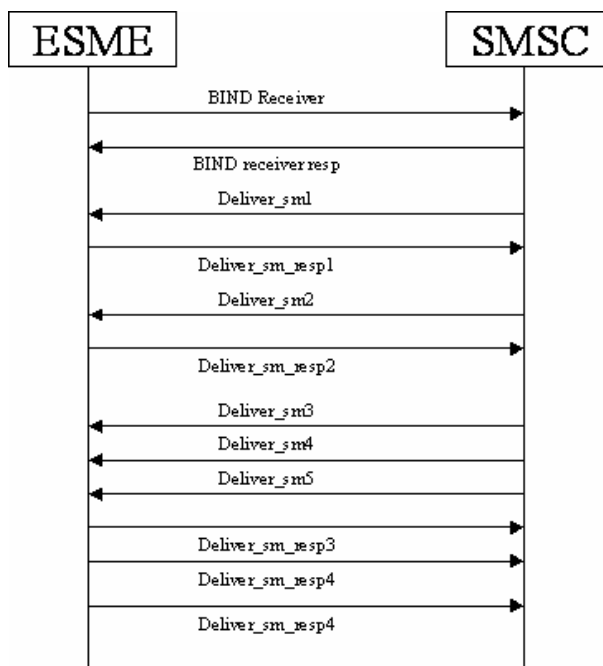 ESME
SMSC
BIND Receiver
BIND receiver resp
Deliver_sm1
Deliver_sm_resp1
Deliver_sm2
Deliver_sm_resp2
Deliver_sm3
Deliver_sm4
Deliver_sm5
Deliver_sm_resp3
Deliver_sm_resp4
Deliver_sm_resp4